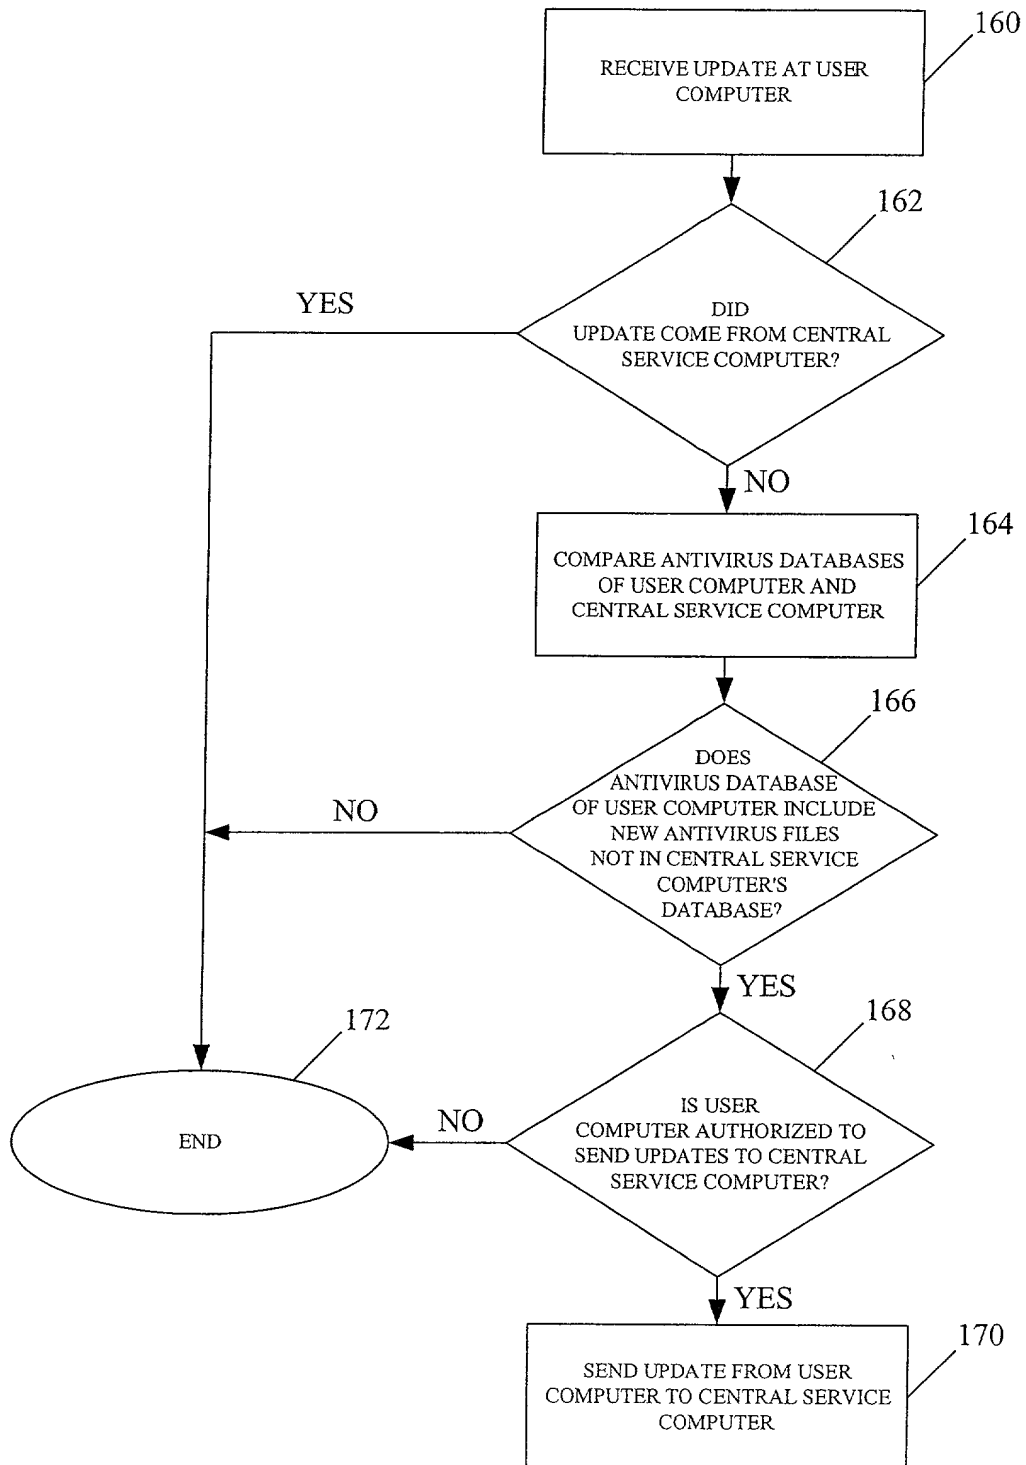 160
RECEIVE UPDATE AT USER
COMPUTER
162
YES
DID
UPDATE COME FROM CENTRAL
SERVICE COMPUTER?
NO
164
COMPARE ANTIVIRUS DATABASES
OF USER COMPUTER AND
CENTRAL SERVICE COMPUTER
166
DOES
ANTIVIRUS DATABASE
OF USER COMPUTER INCLUDE
NEW ANTIVIRUS FILES
NOT IN CENTRAL SERVICE
COMPUTER'S
DATABASE?
NO
YES
172
168
END
NO
IS USER
COMPUTER AUTHORIZED TO
SEND UPDATES TO CENTRAL
SERVICE COMPUTER?
YES
170
SEND UPDATE FROM USER
COMPUTER TO CENTRAL SERVICE
COMPUTER